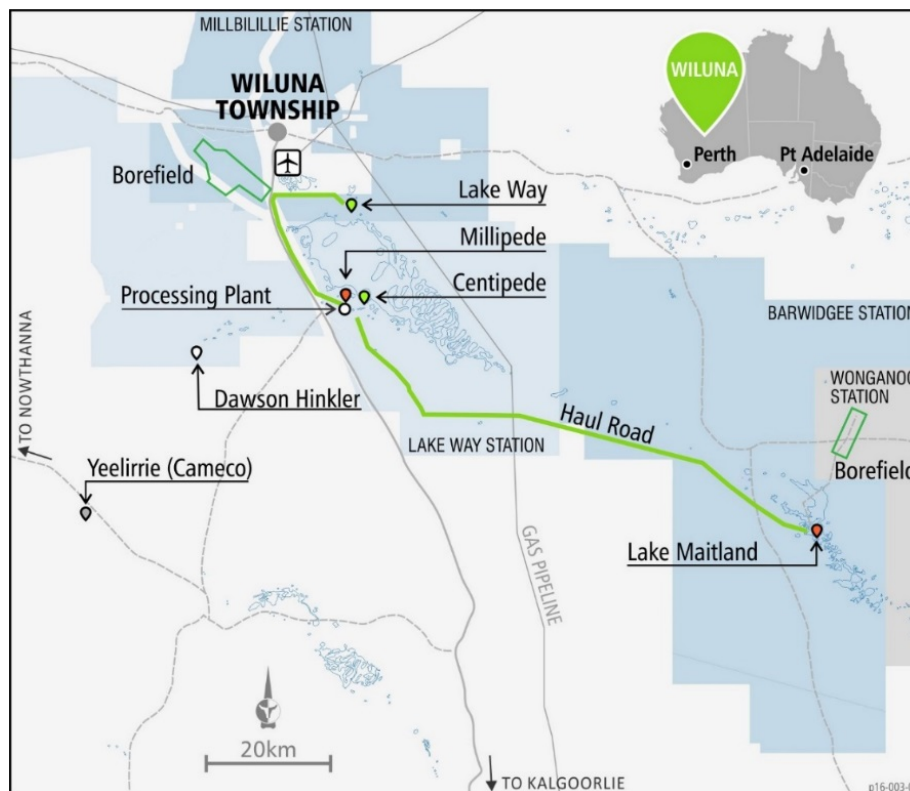 MILLBILILLIE STATION
WILUNA
TOWNSHIP
WILUNA
Perth
Pt Adelaide
Borefield
Lake Way
Millipede
Processing Plant
Centipede
BARWIDGEE STATION
TO NOWTHANNA
Dawson Hinkler
WONGANOO
STATION
Haul Road
LAKE WAY STATION
Yeelirrie (Cameco)
Borefield
GAS PIPELINE
Lake Maitland
20km
TO KALGOORLIE